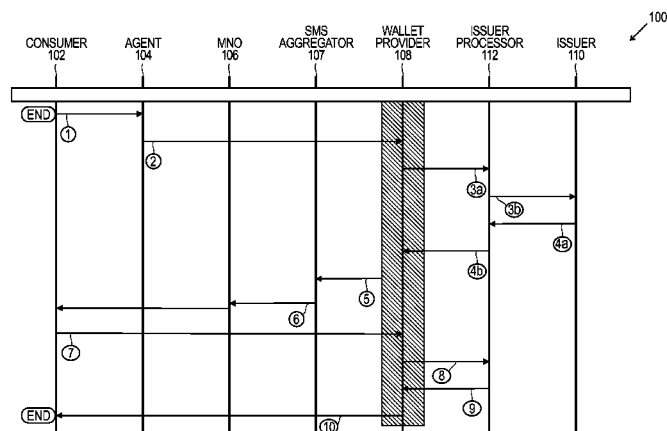 100
CONSUMER
102
AGENT
104
MNO
106
SMS
AGGREGATOR
107
WALLET
PROVIDER
108
ISSUER
PROCESSOR
112
ISSUER
110
END
1
2
3a
3b
4a
4b
5
6
7
8
9
END
10